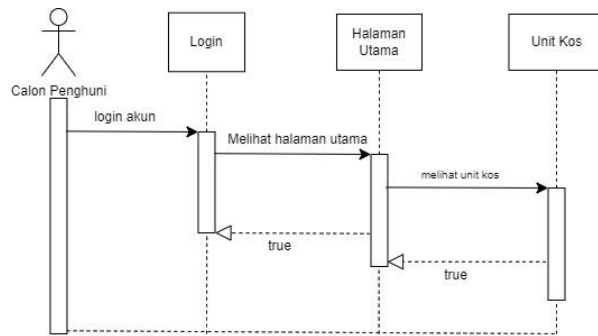 Login
Halaman
Utama
Unit Kos
Calon Penghuni
login akun
Melihat halaman utama
melihat unit kos
true
true